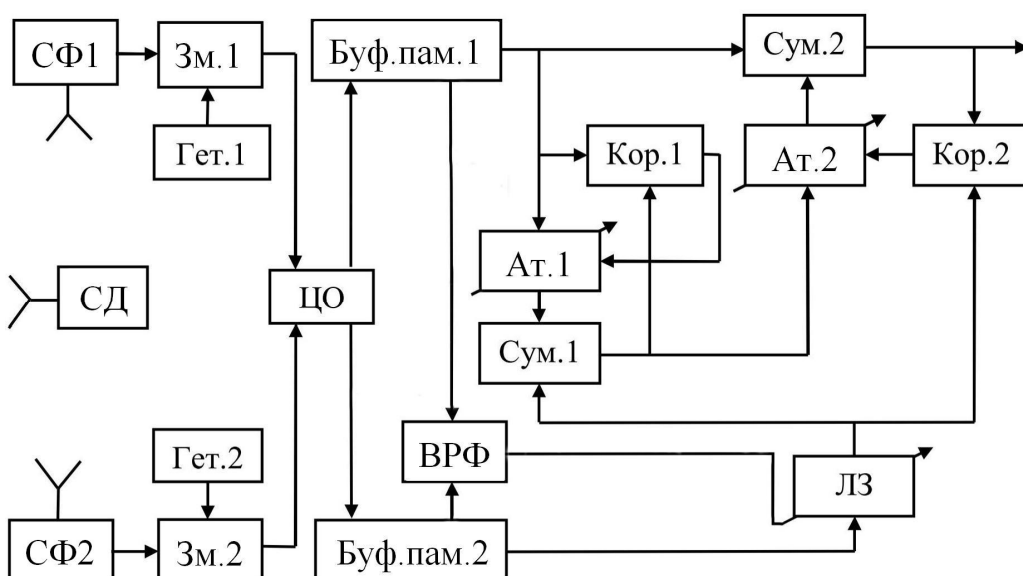 СФ1
Зм.1
Буф.пам.1
Сум.2
Гет.1
Кор.1
Ат.2
Кор.2
Ат.1
СД
ЦО
Сум.1
Гет.2
ВРФ
ЛЗ
СФ2
Зм.2
Буф.пам.2